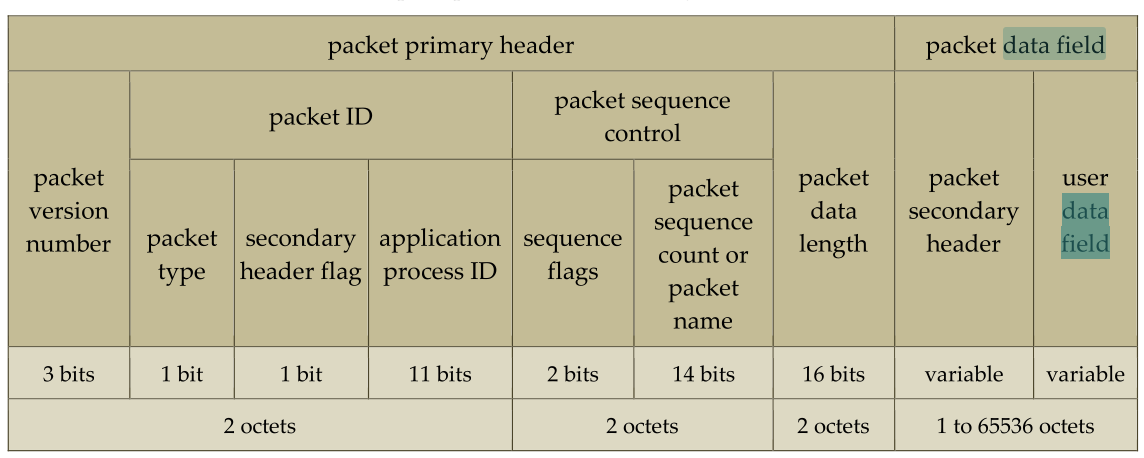 packet primary header
packet data field
packet ID
packet sequence
control
packet
version
number
packet
type
secondary
header flag
application
process ID
sequence
flags
packet
sequence
count or
packet
name
packet
data
length
packet
secondary
header
user
data
field
3 bits
1 bit
1 bit
11 bits
2 bits
14 bits
16 bits
variable
variable
2 octets
2 octets
2 octets
1 to 65536 octets